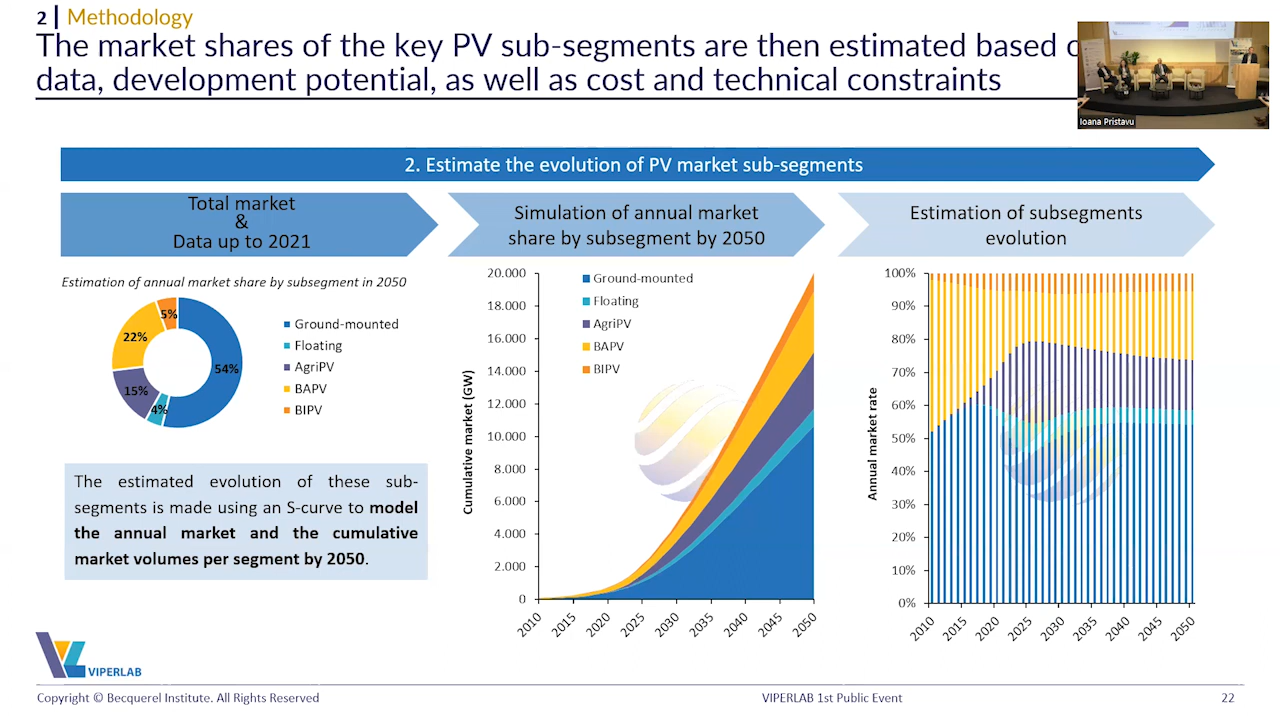 2 | Methodology
The market shares of the key PV sub-segments are then estimated based
data, development potential, as well as cost and technical constraints
Ioana Pristavu
2. Estimate the evolution of PV market sub-segments
Total market
&
Data up to 2021
Simulation of annual market
share by subsegment by 2050
Estimation of subsegments
evolution
Estimation of annual market share by subsegment in 2050
5%
22%
54%
15%
4%
Ground-mounted
Floating
AgriPV
BAPV
BIPV
The estimated evolution of these sub-
segments is made using an S-curve to model
the annual market and the cumulative
market volumes per segment by 2050.
Cumulative market (GW)
20.000
18.000
16.000
14.000
12.000
10.000
8.000
6.000
4.000
2.000
0
2010
2015
2020
2025
2030
2035
2040
2045
2050
Ground-mounted
Floating
AgriPV
BAPV
BIPV
Annual market rate
100%
90%
80%
70%
60%
50%
40%
30%
20%
10%
0%
2010
2015
2020
2025
2030
2035
2040
2045
2050
VIPERLAB
Copyright © Becquerel Institute. All Rights Reserved
VIPERLAB 1st Public Event
22